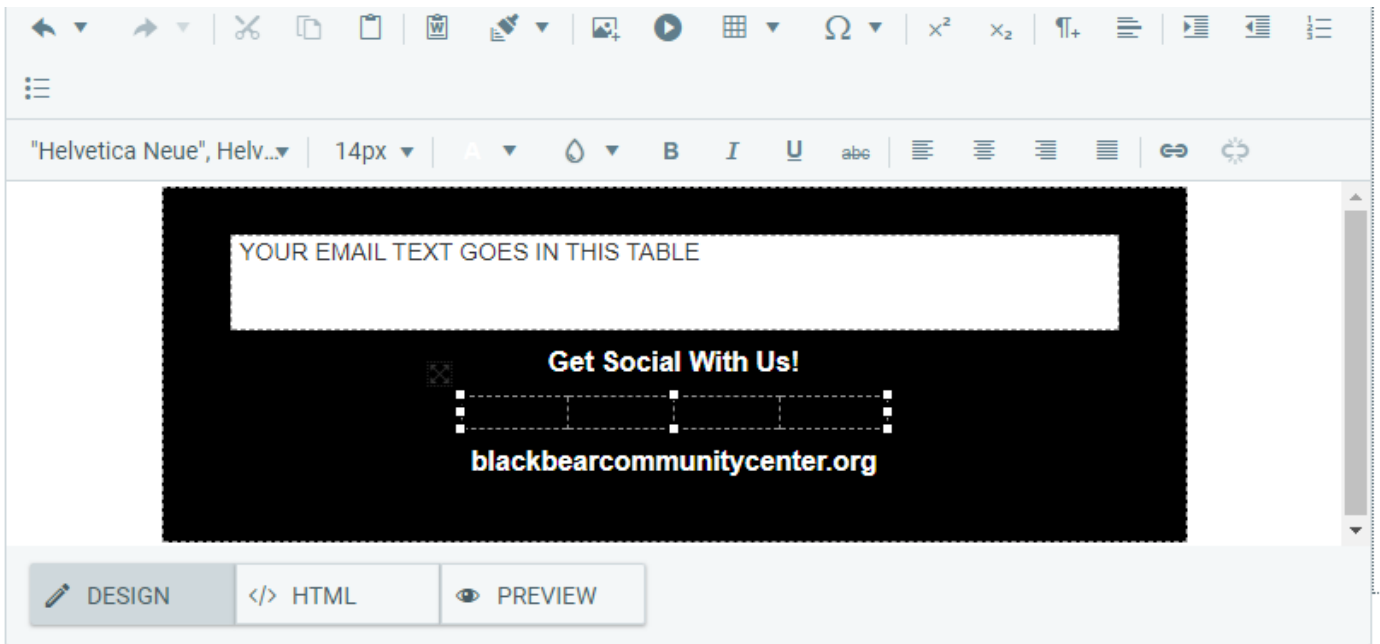 "Helvetica Neue", Helv... 14px A B I U abc
YOUR EMAIL TEXT GOES IN THIS TABLE
Get Social With Us!
blackbearcommunitycenter.org
DESIGN </> HTML PREVIEW